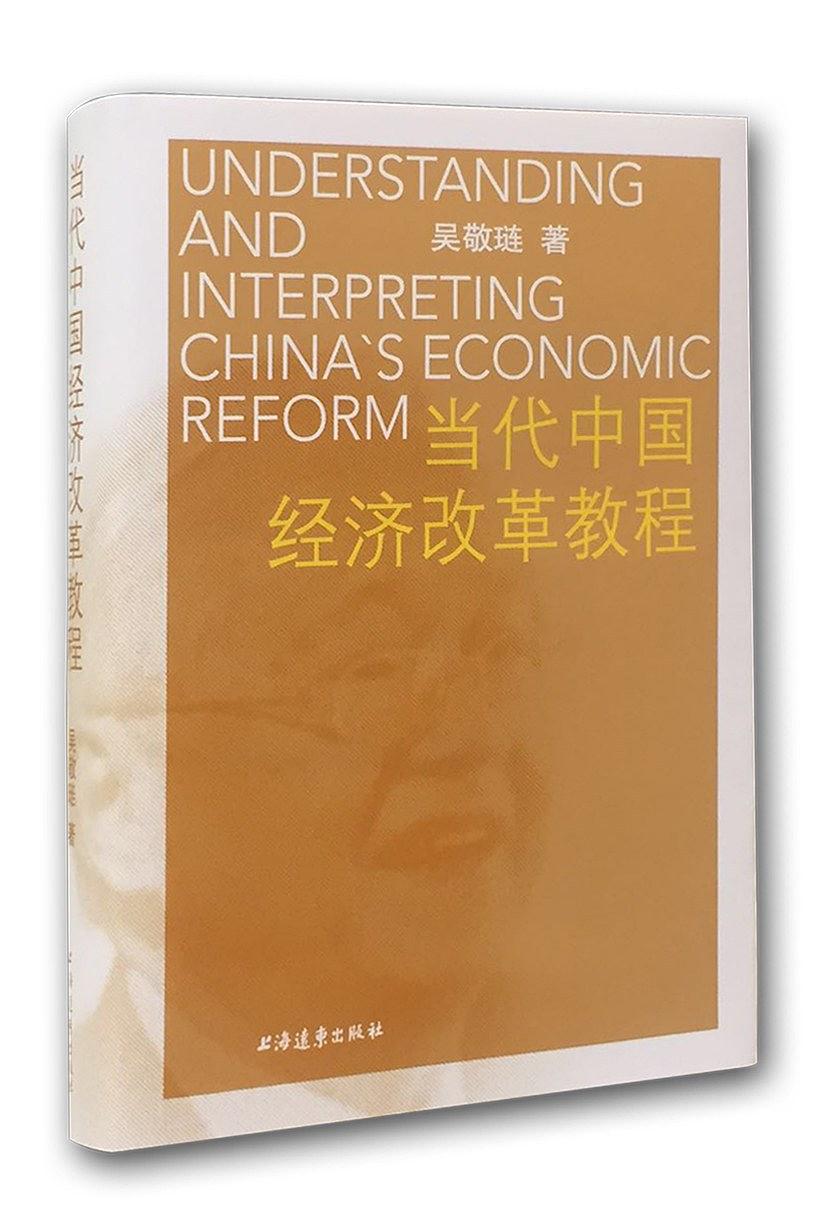 UNDERSTANDING
AND
吴敬琏 著
INTERPRETING
CHINA`S ECONOMIC
REFORM
当代中国
经济改革教程
上海遠東出版社
当代中国经济改革教程
吴敬琏 著